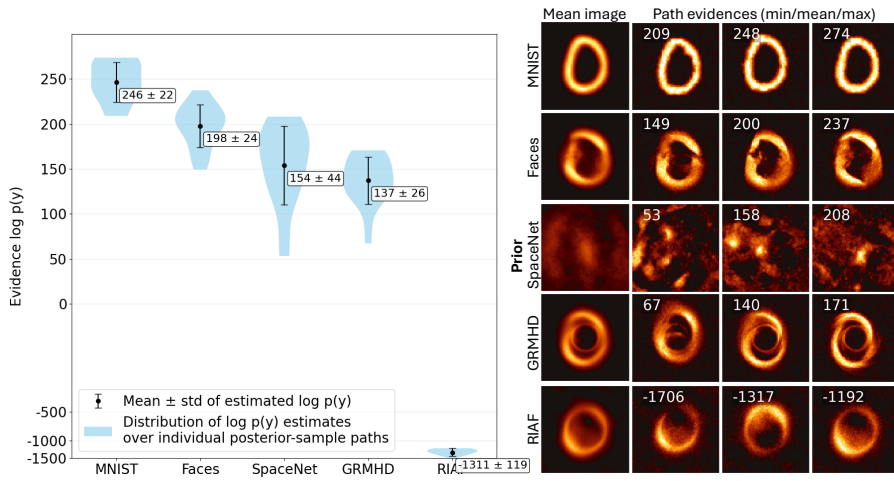 Mean image
Path evidences (min/mean/max)
Evidence log p(y)
250
200
150
100
50
0
-500
-1000
-1500
246 ± 22
198 ± 24
154 ± 44
137 ± 26
-1311 ± 119
Mean ± std of estimated log p(y)
Distribution of log p(y) estimates
over individual posterior-sample paths
MNIST
Faces
SpaceNet
GRMHD
Prior
MNIST
209
248
274
Faces
149
200
237
SpaceNet
53
158
208
GRMHD
67
140
171
RIAF
-1706
-1317
-1192